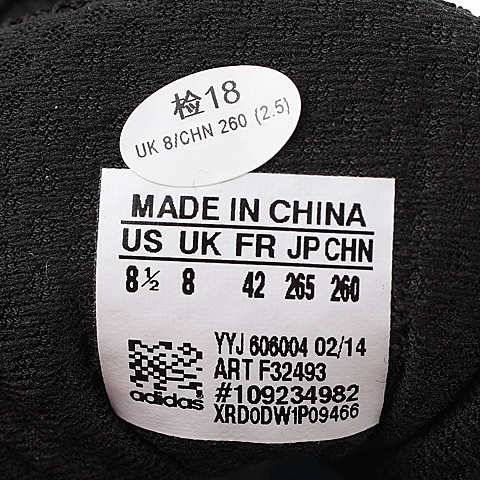 检18
UK 8/CHN 260 (2.5)
MADE IN CHINA
US UK FR JP CHN
8½ 8 42 265 260
YYJ 606004 02/14
ART F32493
#109234982
adidas XRD0DW1P09466